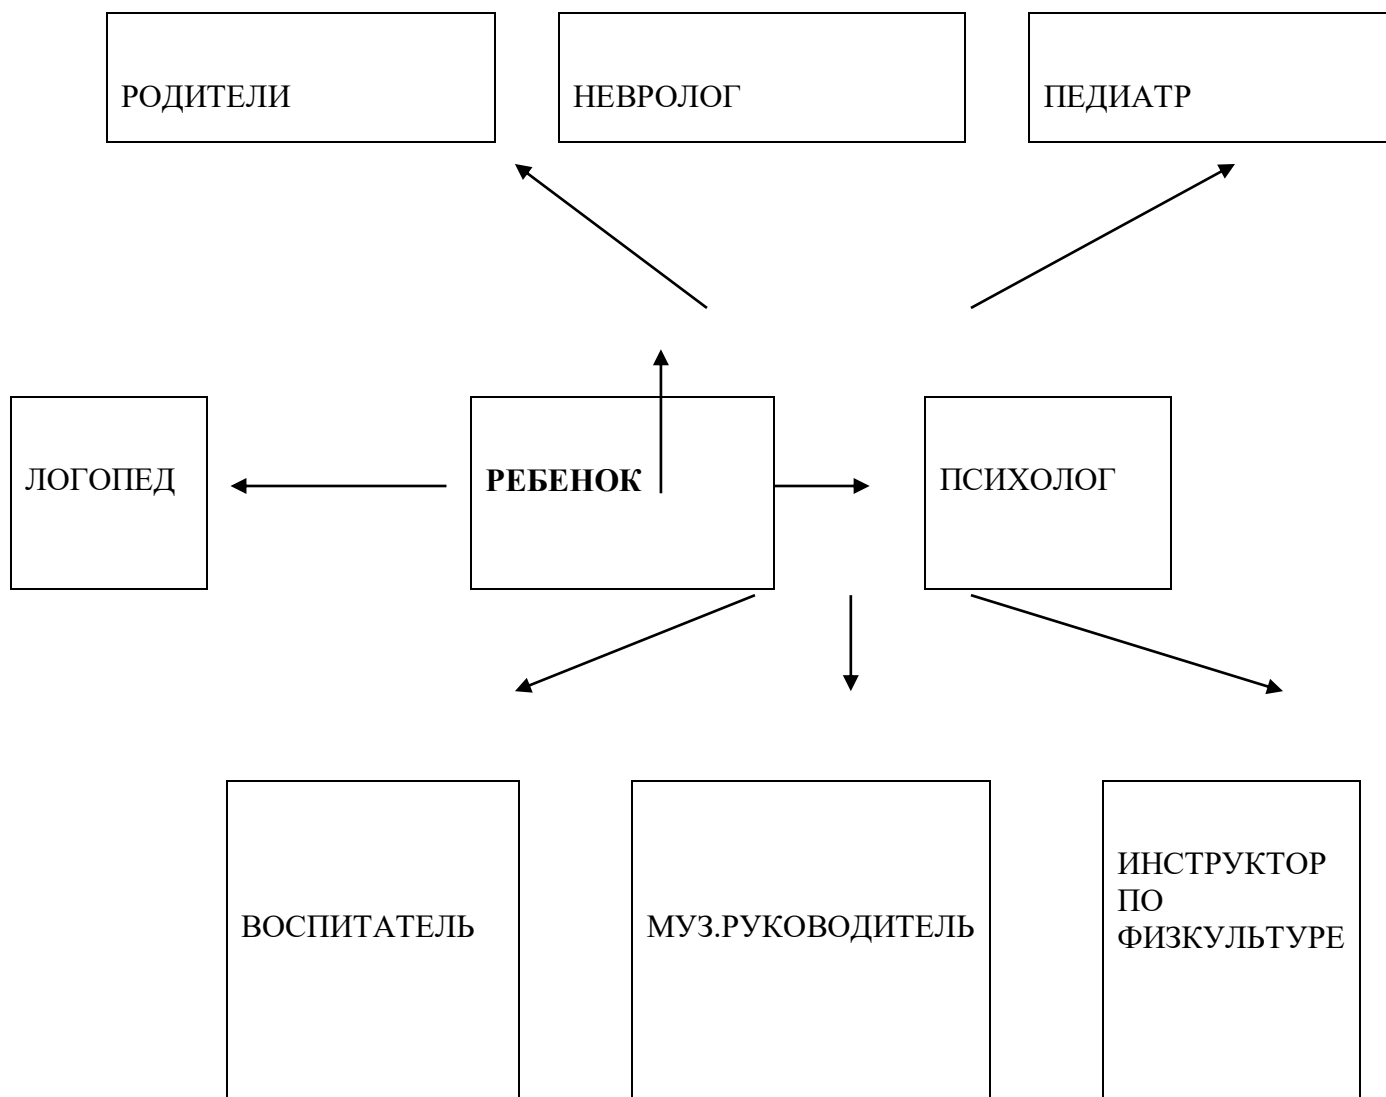 РОДИТЕЛИ
НЕВРОЛОГ
ПЕДИАТР
ЛОГОПЕД
РЕБЕНОК
ПСИХОЛОГ
ВОСПИТАТЕЛЬ
МУЗ.РУКОВОДИТЕЛЬ
ИНСТРУКТОР
ПО
ФИЗКУЛЬТУРЕ